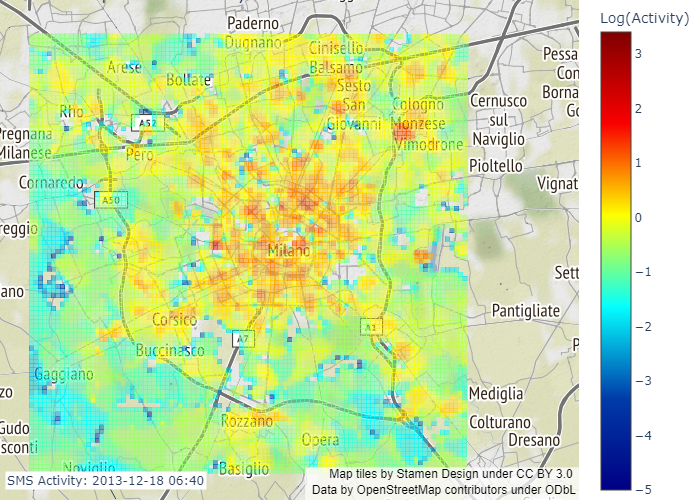 Paderno
Dugnano
Cinisello
Balsamo
Arese
Bollate
Sesto
San
Giovanni
Cologno
Monzese
Vimodrone
Rho
A52
Pero
Pregnana
Milanese
Cornaredo
A50
reggio
ano
Milano
Corsico
Buccinasco
A7
A1
Gaggiano
zo
Gudo
sconti
Rozzano
Opera
Noviglio
Basiglio
Pessa
Con
Borna
Go
Cernusco
sul
Naviglio
Pioltello
Vignat
Sett
Pantigliate
P
Mediglia
Colturano
Dresano
SMS Activity: 2013-12-18 06:40
Map tiles by Stamen Design under CC BY 3.0
Data by OpenStreetMap contributors under ODbL
Log(Activity)
3
2
1
0
−1
−2
−3
−4
−5